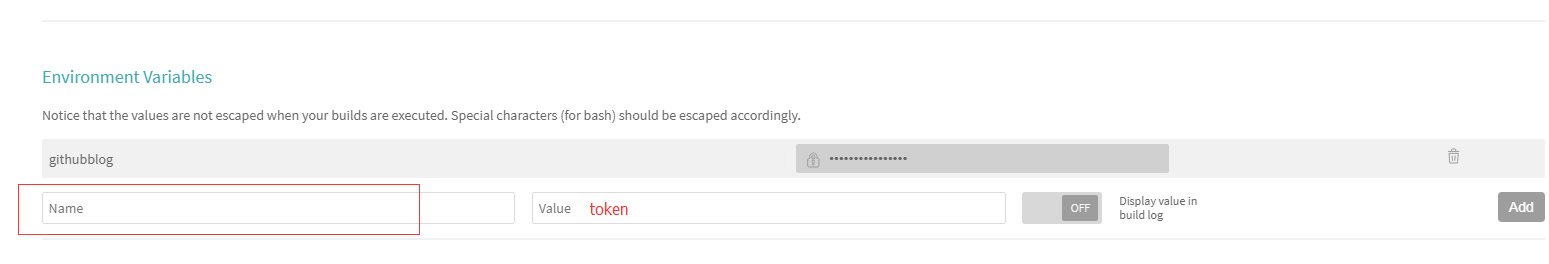 Environment Variables
Notice that the values are not escaped when your builds are executed. Special characters (for bash) should be escaped accordingly.
githubblog ••••••••••••••••
Name Value token OFF Display value in
build log Add